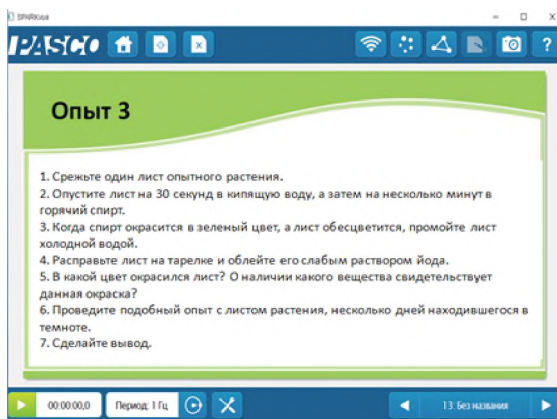 SPARKvue
PASCO
Опыт 3
1. Срежьте один лист опытного растения.
2. Опустите лист на 30 секунд в кипящую воду, а затем на несколько минут в
горячий спирт.
3. Когда спирт окрасится в зеленый цвет, а лист обесцветится, промойте лист
холодной водой.
4. Расправьте лист на тарелке и облейте его слабым раствором йода.
5. В какой цвет окрасился лист? О наличии какого вещества свидетельствует
данная окраска?
6. Проведите подобный опыт с листом растения, несколько дней находившегося в
темноте.
7. Сделайте вывод.
00:00:00,0 Период: 1 Гц 13: Без названия